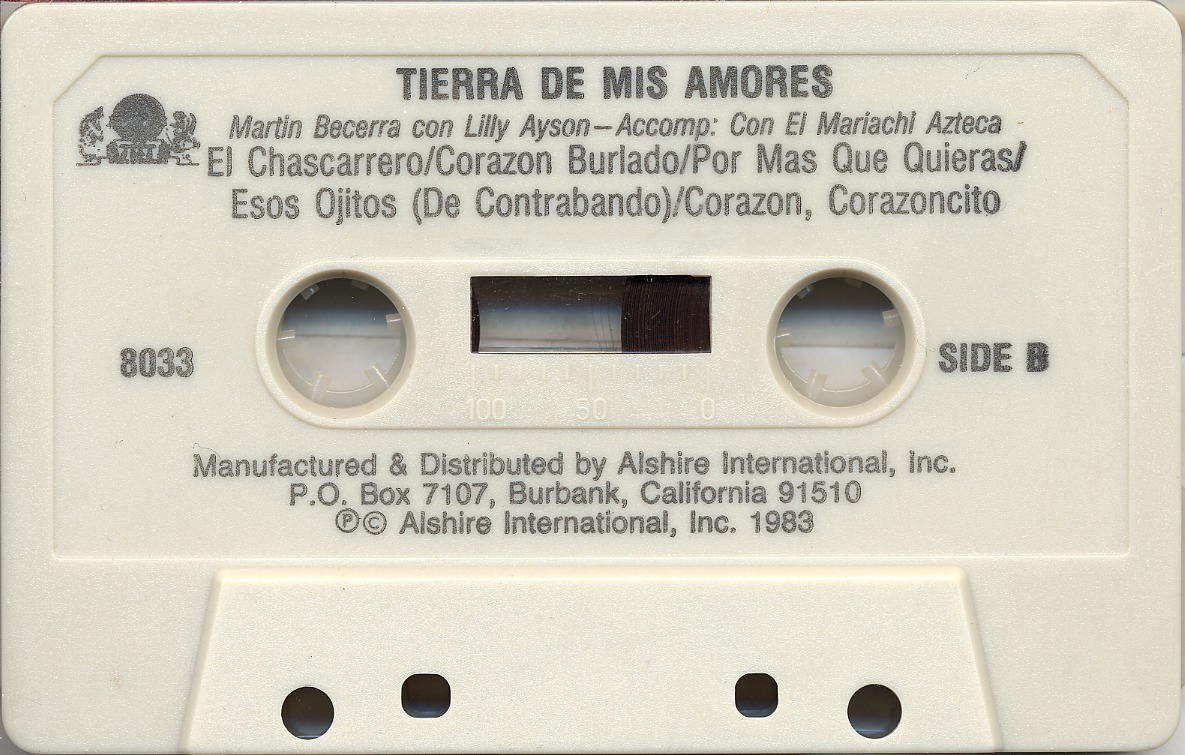 TIERRA DE MIS AMORES
Martin Becerra con Lilly Ayson—Accomp: Con El Mariachi Azteca
El Chascarrero/Corazon Burlado/Por Mas Que Quieras/
Esos Ojitos (De Contrabando)/Corazon, Corazoncito
8033
SIDE B
100 50 0
Manufactured & Distributed by Alshire International, Inc.
P.O. Box 7107, Burbank, California 91510
℗© Alshire International, Inc. 1983